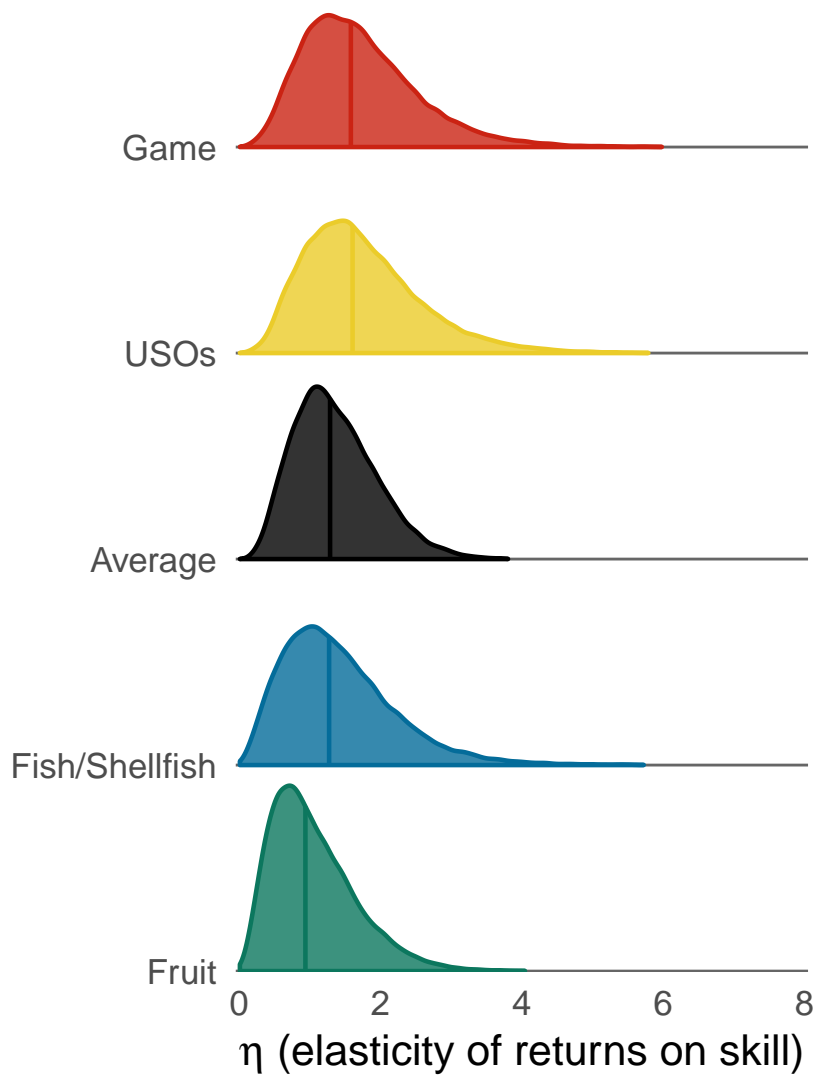 Game
USOs
Average
Fish/Shellfish
Fruit
0 2 4 6 8
η (elasticity of returns on skill)